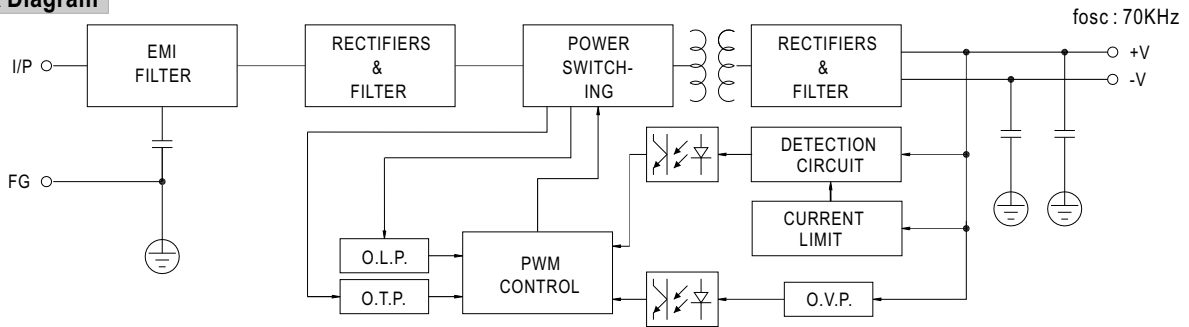 Diagram
fosc : 70KHz
I/P
EMI
FILTER
RECTIFIERS
&
FILTER
POWER
SWITCH-
ING
RECTIFIERS
&
FILTER
+V
-V
DETECTION
CIRCUIT
FG
CURRENT
LIMIT
O.L.P.
PWM
CONTROL
O.T.P.
O.V.P.